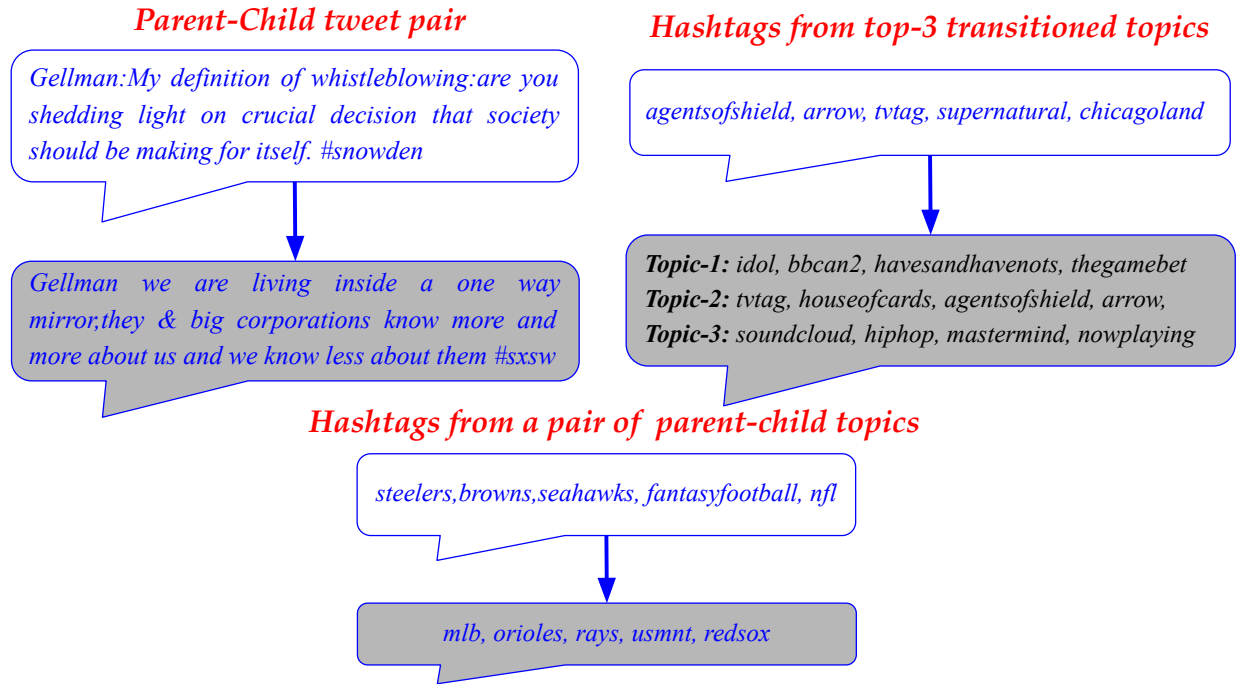 Parent-Child tweet pair
Gellman:My definition of whistleblowing:are you
shedding light on crucial decision that society
should be making for itself. #snowden
Gellman we are living inside a one way
mirror,they & big corporations know more and
more about us and we know less about them #sxsw
Hashtags from top-3 transitioned topics
agentsofshield, arrow, tvtag, supernatural, chicagoland
Topic-1: idol, bbcan2, havesandhavenots, thegamebet
Topic-2: tvtag, houseofcards, agentsofshield, arrow,
Topic-3: soundcloud, hiphop, mastermind, nowplaying
Hashtags from a pair of parent-child topics
steelers,browns,seahawks, fantasyfootball, nfl
mlb, orioles, rays, usmnt, redsox